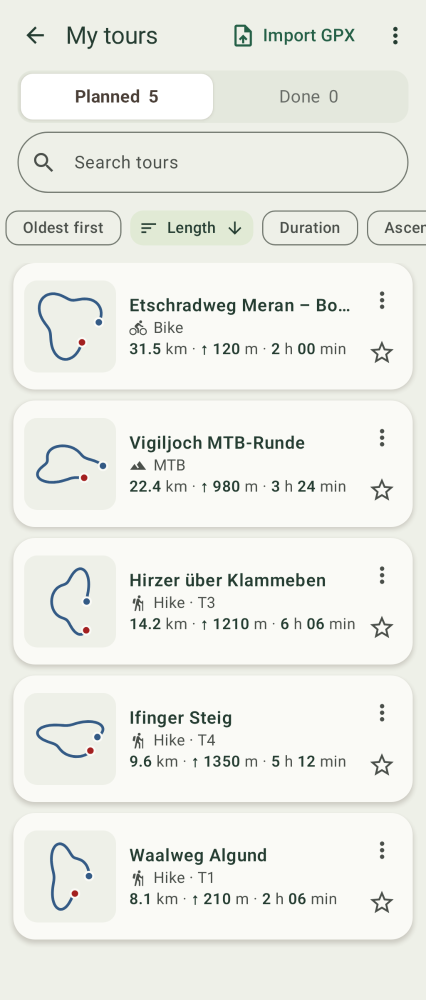 My tours
Import GPX
Planned 5
Done 0
Search tours
Oldest first
Length
Duration
Ascen
Etschradweg Meran – Bo...
Bike
31.5 km · ↑ 120 m · 2 h 00 min
Vigiljoch MTB-Runde
MTB
22.4 km · ↑ 980 m · 3 h 24 min
Hirzer über Klammeben
Hike · T3
14.2 km · ↑ 1210 m · 6 h 06 min
Ifinger Steig
Hike · T4
9.6 km · ↑ 1350 m · 5 h 12 min
Waalweg Algund
Hike · T1
8.1 km · ↑ 210 m · 2 h 06 min